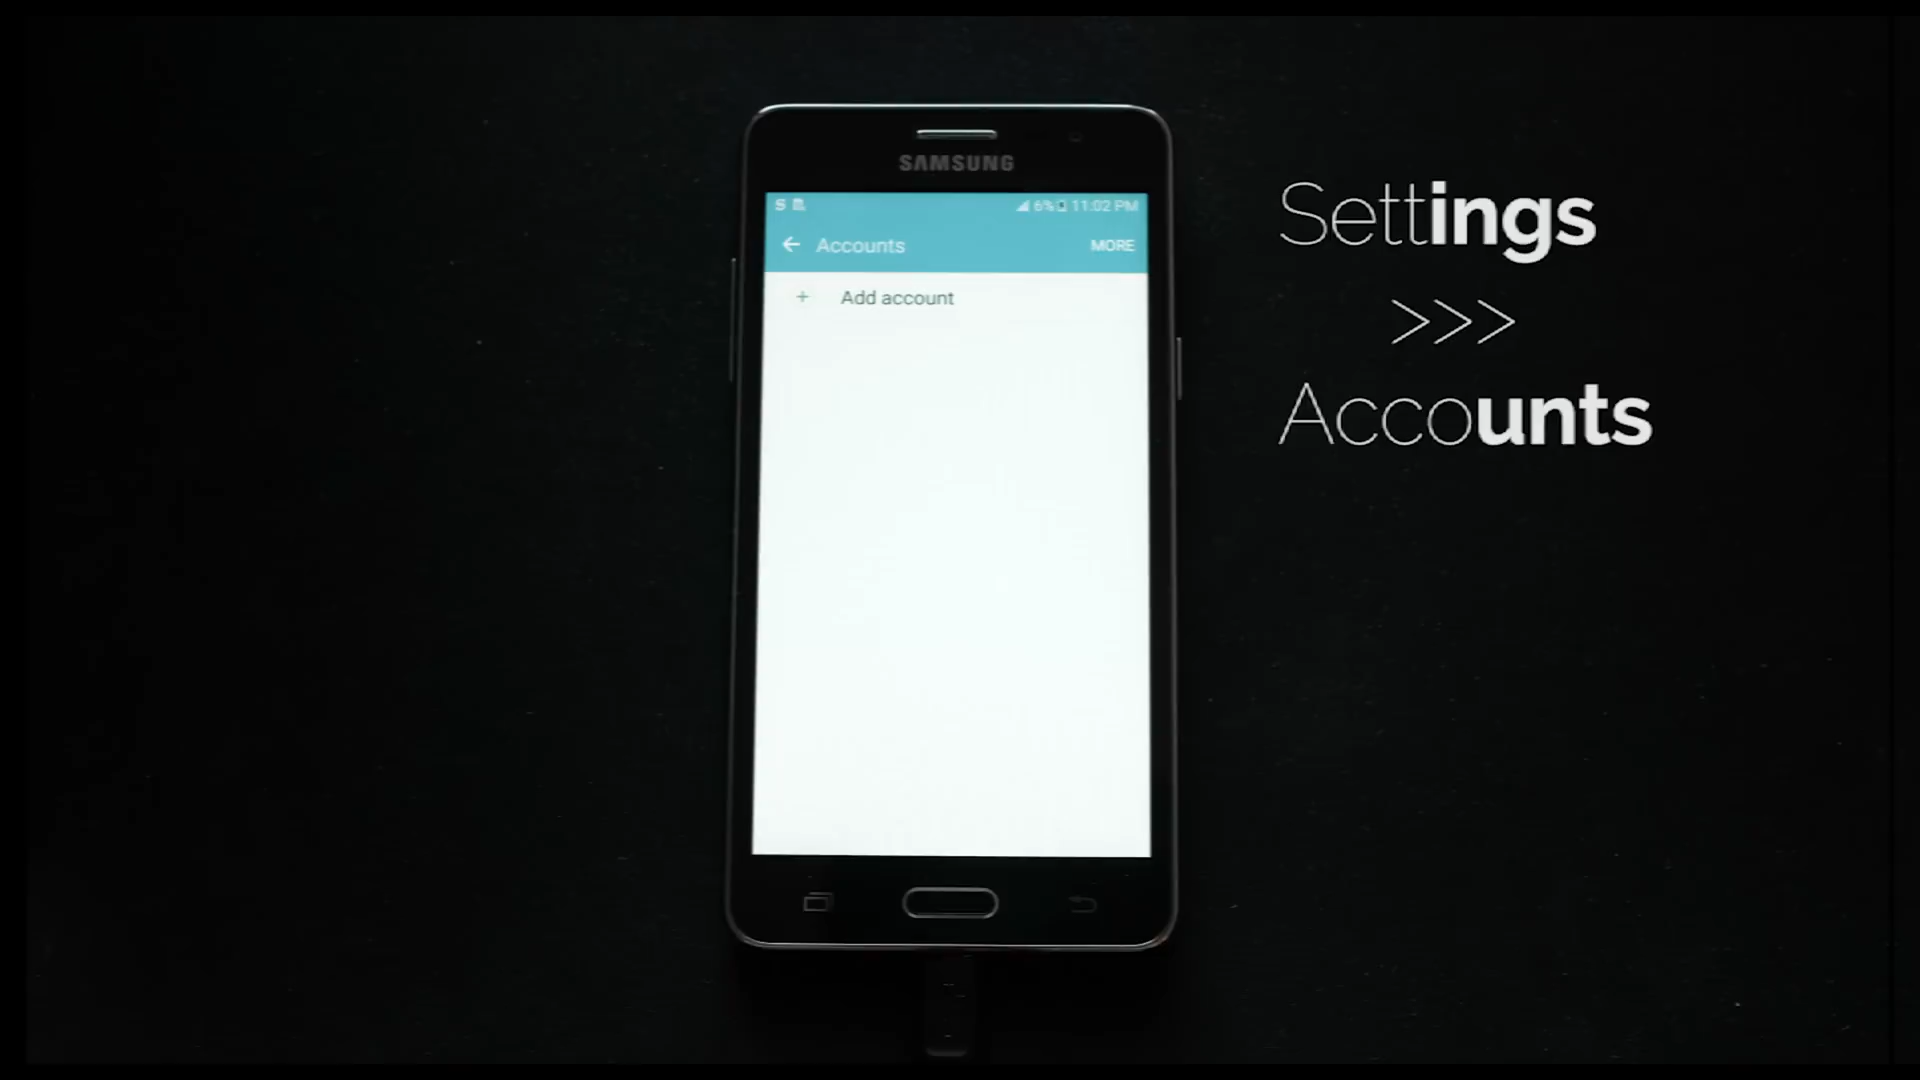 SAMSUNG
S 6% 11:02 PM
Accounts MORE
+ Add account
Settings
>>>
Accounts